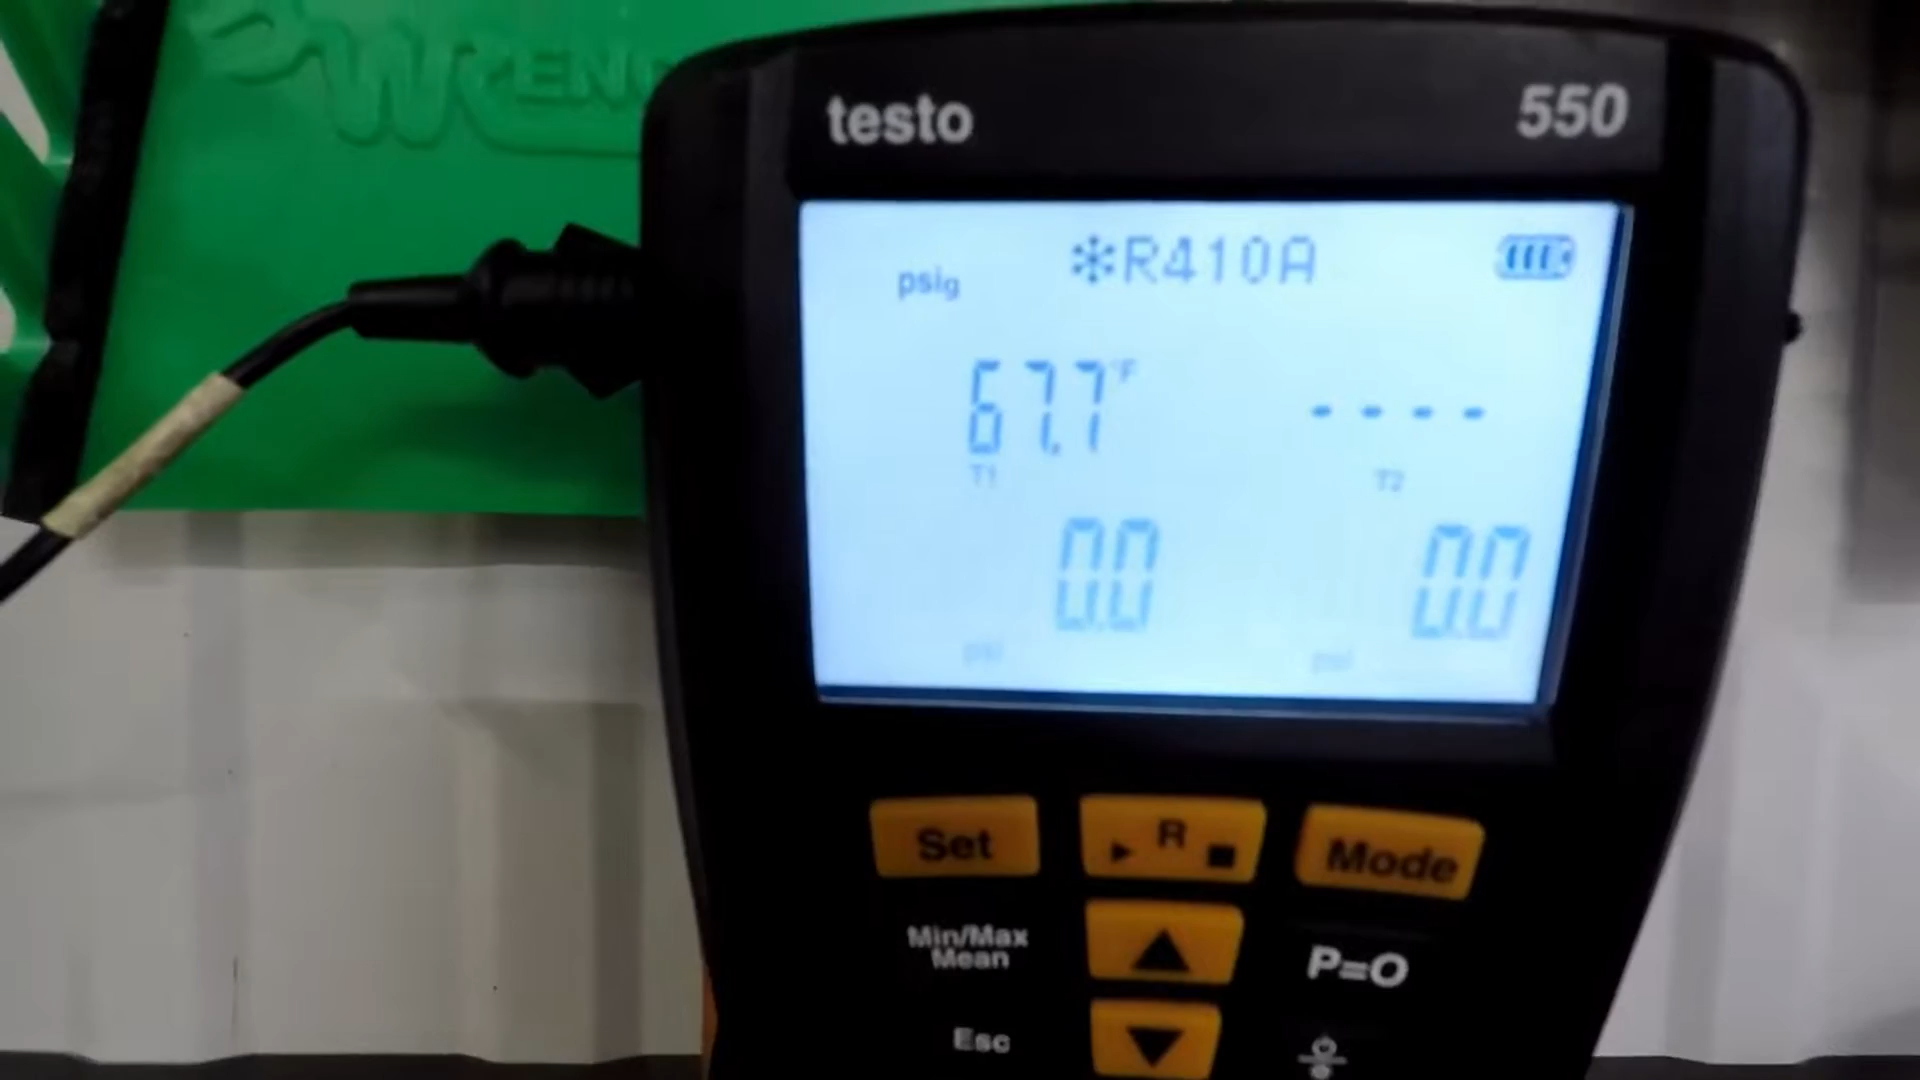 testo
550
psig
R410A
67.7 °F
- - - -
T1
T2
0.0
0.0
psi
psi
Set
R
Mode
Min/Max
Mean
P=O
Esc